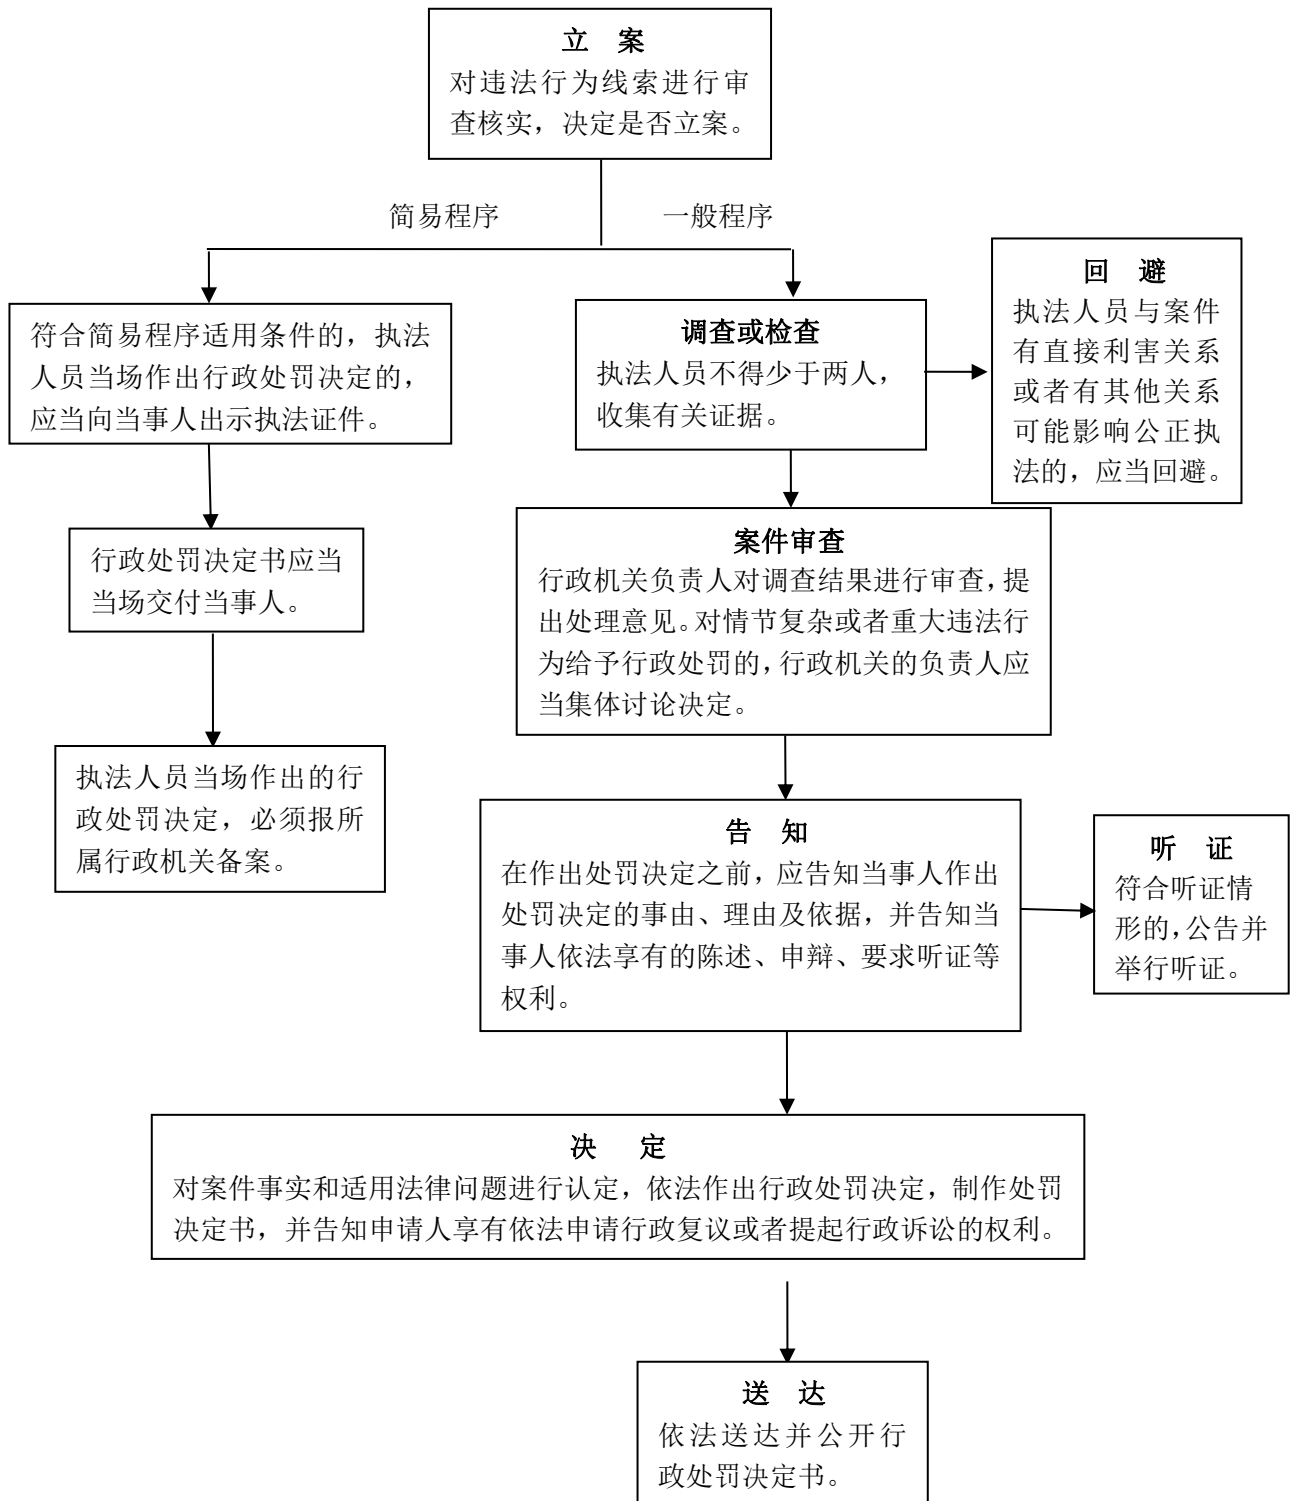 立 案
对违法行为线索进行审
查核实，决定是否立案。
简易程序
一般程序
符合简易程序适用条件的，执法
人员当场作出行政处罚决定的，
应当向当事人出示执法证件。
行政处罚决定书应当
当场交付当事人。
执法人员当场作出的行
政处罚决定，必须报所
属行政机关备案。
调查或检查
执法人员不得少于两人，
收集有关证据。
回 避
执法人员与案件
有直接利害关系
或者有其他关系
可能影响公正执
法的，应当回避。
案件审查
行政机关负责人对调查结果进行审查，提
出处理意见。对情节复杂或者重大违法行
为给予行政处罚的，行政机关的负责人应
当集体讨论决定。
告 知
在作出处罚决定之前，应告知当事人作出
处罚决定的事由、理由及依据，并告知当
事人依法享有的陈述、申辩、要求听证等
权利。
听 证
符合听证情
形的，公告并
举行听证。
决 定
对案件事实和适用法律问题进行认定，依法作出行政处罚决定，制作处罚
决定书，并告知申请人享有依法申请行政复议或者提起行政诉讼的权利。
送 达
依法送达并公开行
政处罚决定书。